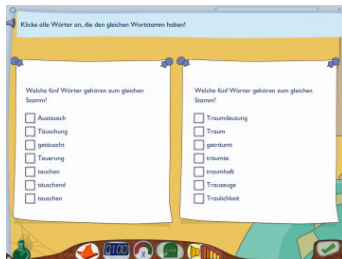 Klicke alle Wörter an, die den gleichen Wortstamm haben!
Welche fünf Wörter gehören zum gleichen
Stamm?
Austausch
Täuschung
getäuscht
Teuerung
tauchen
täuschend
tauschen
Welche fünf Wörter gehören zum gleichen
Stamm?
Traumdeutung
Traum
geträumt
träumte
traumhaft
Trauzeuge
Traulichkeit